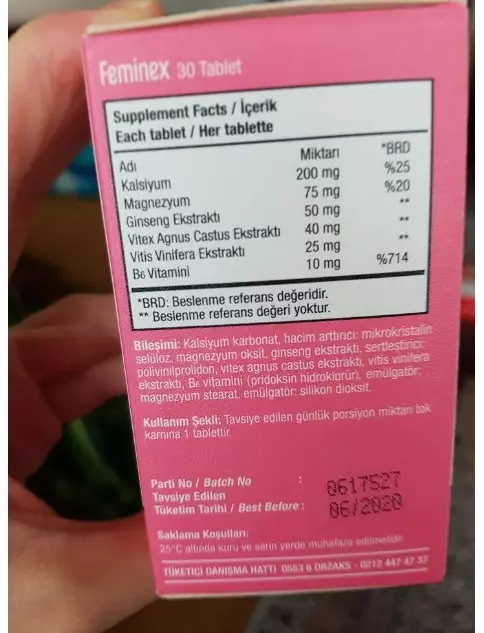 Feminex 30 Tablet
Supplement Facts / İçerik
Each tablet / Her tablette
Adı Miktarı *BRD
Kalsiyum 200 mg %25
Magnezyum 75 mg %20
Ginseng Ekstraktı 50 mg **
Vitex Agnus Castus Ekstraktı 40 mg **
Vitis Vinifera Ekstraktı 25 mg **
B6 Vitamini 10 mg %714
*BRD: Beslenme referans değeridir.
** Beslenme referans değeri yoktur.
Bileşimi: Kalsiyum karbonat, hacim arttırıcı: mikrokristalin
selüloz, magnezyum oksit, ginseng ekstraktı, sertleştirici:
polivinilprolidon, vitex agnus castus ekstraktı, vitis vinifera
ekstraktı, B6 vitamini (pridoksin hidroklorür), emülgatör:
magnezyum stearat, emülgatör: silikon dioksit.
Kullanım Şekli: Tavsiye edilen günlük porsiyon miktarı tok
karnına 1 tablettir
Parti No / Batch No : 0617527
Tavsiye Edilen
Tüketim Tarihi / Best Before : 06/2020
Saklama Koşulları:
25°C altında kuru ve serin yerde muhafaza edilmelidir
TÜKETİCİ DANIŞMA HATTI 0553 6 ORZAKS - 0212 447 47 37